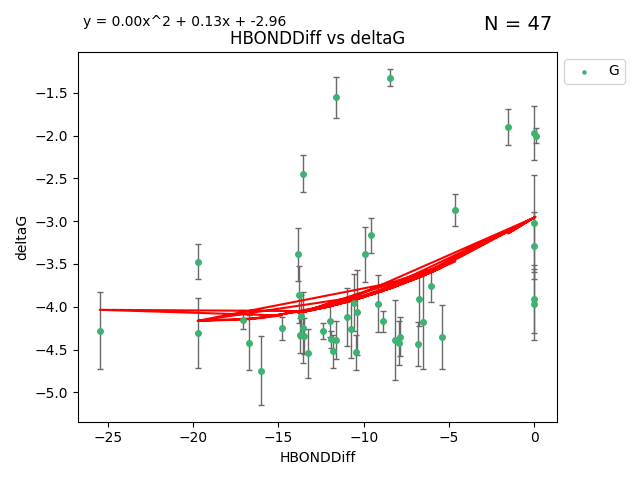 y = 0.00x^2 + 0.13x + -2.96
N = 47
HBONDDiff vs deltaG
G
deltaG
−1.5
−2.0
−2.5
−3.0
−3.5
−4.0
−4.5
−5.0
−25 −20 −15 −10 −5 0
HBONDDiff